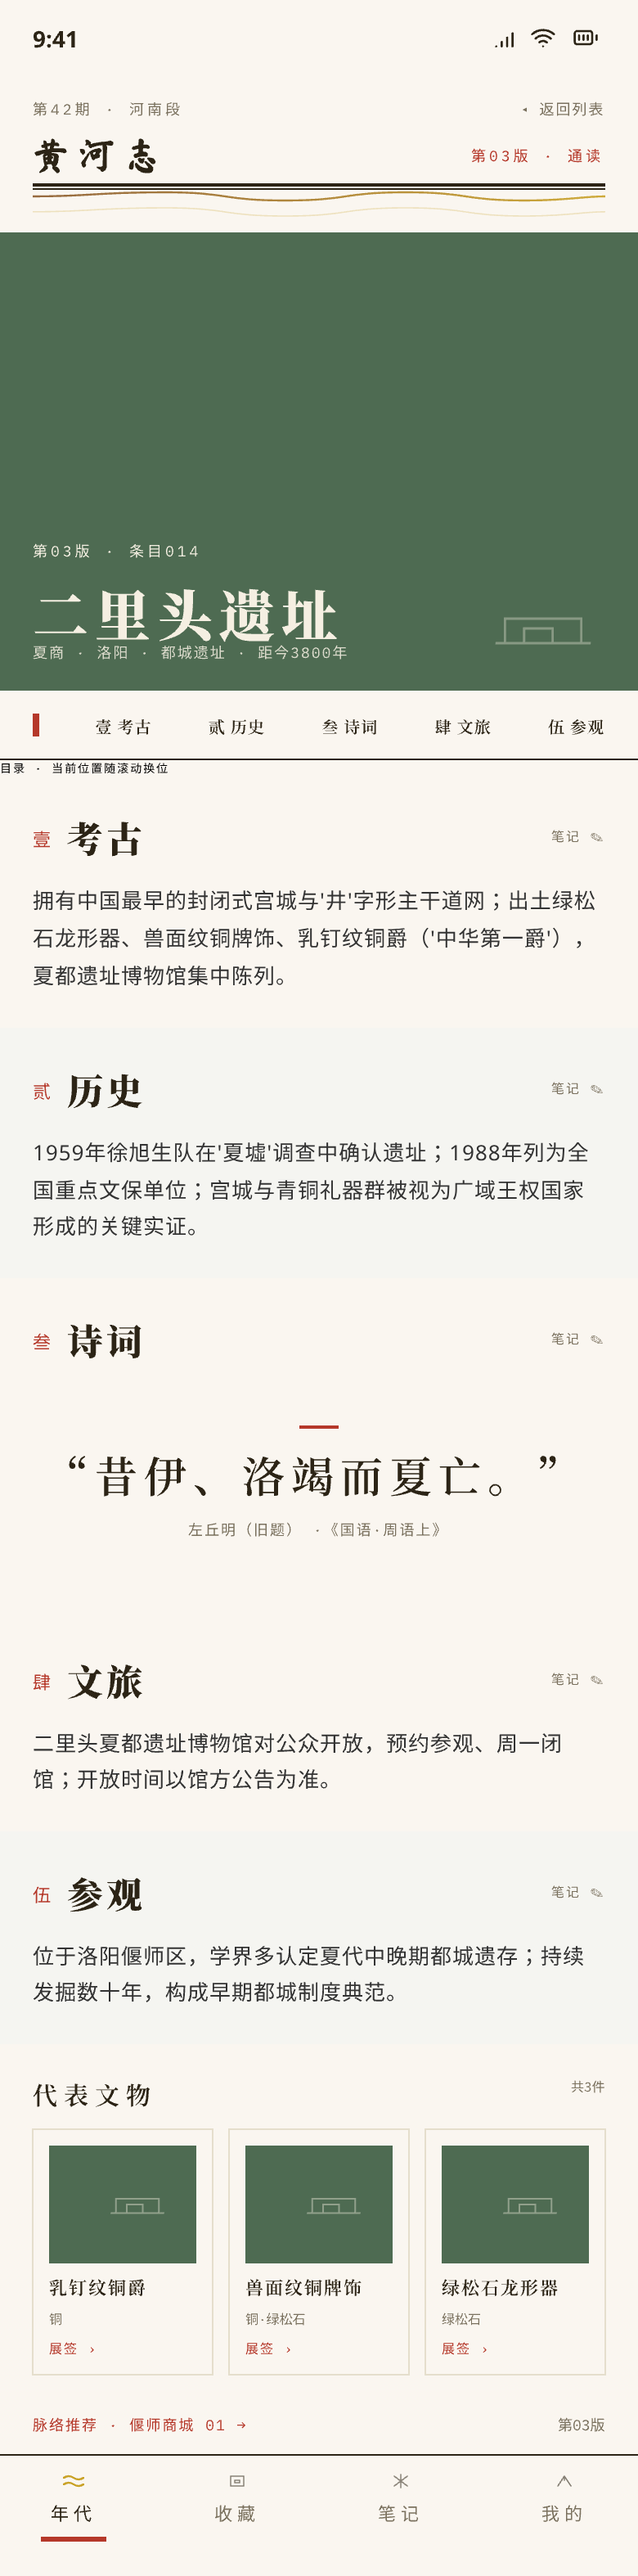 9:41
第42期 · 河南段
◂ 返回列表
黄河志
第03版 · 通读
第03版 · 条目014
二里头遗址
夏商 · 洛阳 · 都城遗址 · 距今3800年
壹 考古 贰 历史 叁 诗词 肆 文旅 伍 参观
目录 · 当前位置随滚动换位
壹 考古
笔记 ✎
拥有中国最早的封闭式宫城与'井'字形主干道网；出土绿松
石龙形器、兽面纹铜牌饰、乳钉纹铜爵（'中华第一爵'），
夏都遗址博物馆集中陈列。
贰 历史
笔记 ✎
1959年徐旭生队在'夏墟'调查中确认遗址；1988年列为全
国重点文保单位；宫城与青铜礼器群被视为广域王权国家
形成的关键实证。
叁 诗词
笔记 ✎
“昔伊、洛竭而夏亡。”
左丘明（旧题） ·《国语·周语上》
肆 文旅
笔记 ✎
二里头夏都遗址博物馆对公众开放，预约参观、周一闭
馆；开放时间以馆方公告为准。
伍 参观
笔记 ✎
位于洛阳偃师区，学界多认定夏代中晚期都城遗存；持续
发掘数十年，构成早期都城制度典范。
代表文物
共3件
乳钉纹铜爵
铜
展签 ›
兽面纹铜牌饰
铜·绿松石
展签 ›
绿松石龙形器
绿松石
展签 ›
脉络推荐 · 偃师商城 01 →
第03版
年代
收藏
笔记
我的